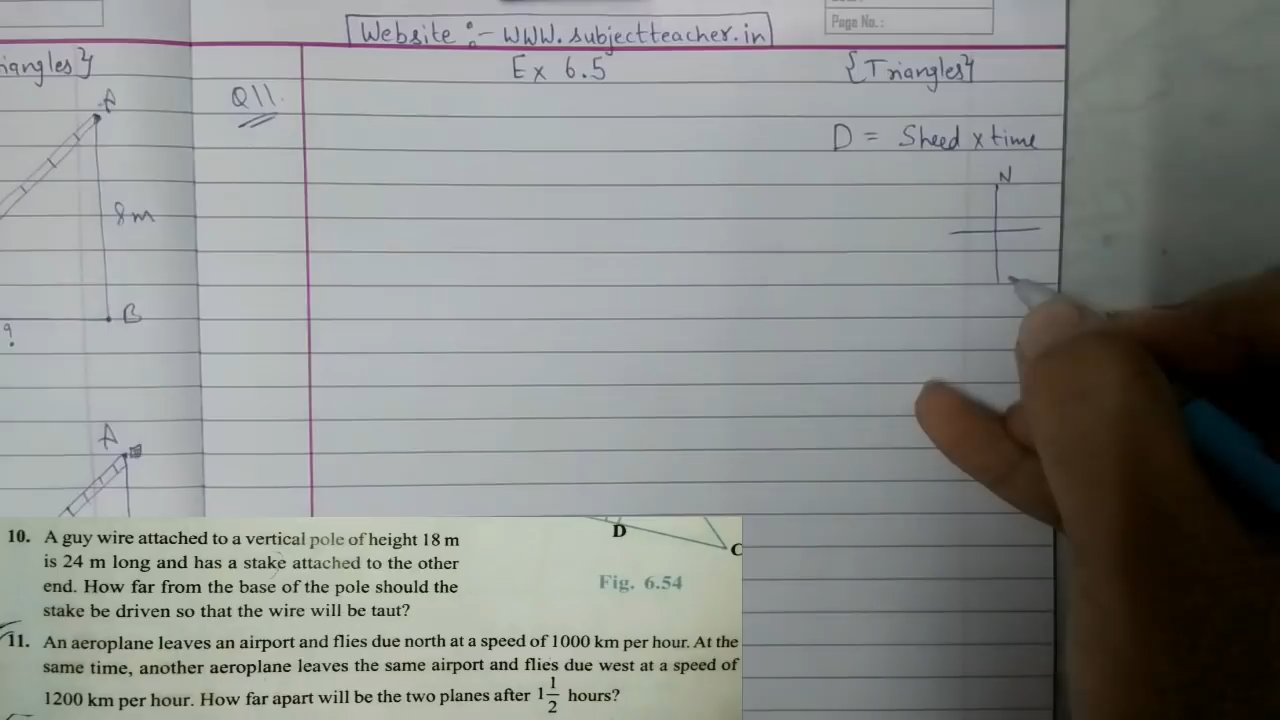 Page No.:
Website :- WWW.subjectteacher.in
iangles}
Ex 6.5
{Triangles}
A
Q11.
D = Speed x time
N
8m
B
?
A
D
C
Fig. 6.54
10. A guy wire attached to a vertical pole of height 18 m
is 24 m long and has a stake attached to the other
end. How far from the base of the pole should the
stake be driven so that the wire will be taut?
11. An aeroplane leaves an airport and flies due north at a speed of 1000 km per hour. At the
same time, another aeroplane leaves the same airport and flies due west at a speed of
1200 km per hour. How far apart will be the two planes after 1 1/2 hours?